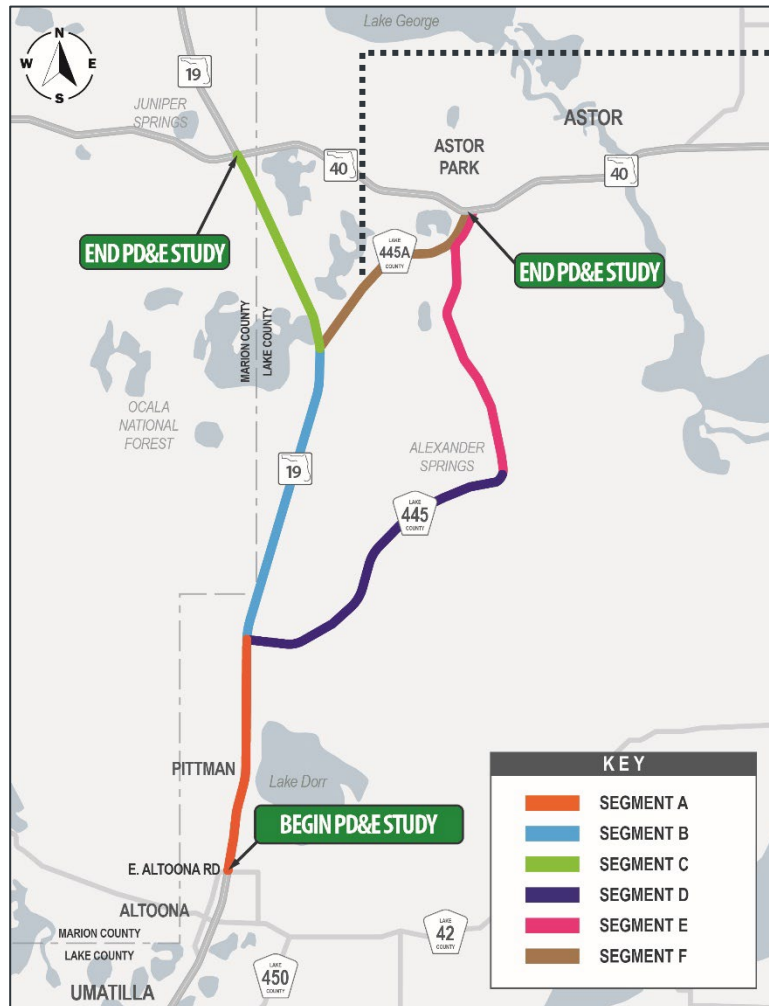 Lake George
N
W E
S
19
JUNIPER
SPRINGS
ASTOR
ASTOR
PARK
40
40
END PD&E STUDY
LAKE
445A
COUNTY
END PD&E STUDY
MARION COUNTY
LAKE COUNTY
OCALA
NATIONAL
FOREST
ALEXANDER
SPRINGS
19
LAKE
445
COUNTY
PITTMAN
Lake Dorr
BEGIN PD&E STUDY
E. ALTOONA RD
ALTOONA
MARION COUNTY
LAKE COUNTY
UMATILLA
LAKE
450
COUNTY
LAKE
42
COUNTY
KEY
SEGMENT A
SEGMENT B
SEGMENT C
SEGMENT D
SEGMENT E
SEGMENT F